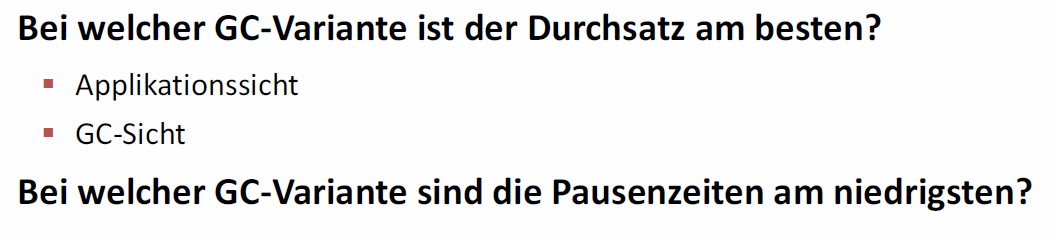 Bei welcher GC-Variante ist der Durchsatz am besten?
▪ Applikationssicht
▪ GC-Sicht
Bei welcher GC-Variante sind die Pausenzeiten am niedrigsten?